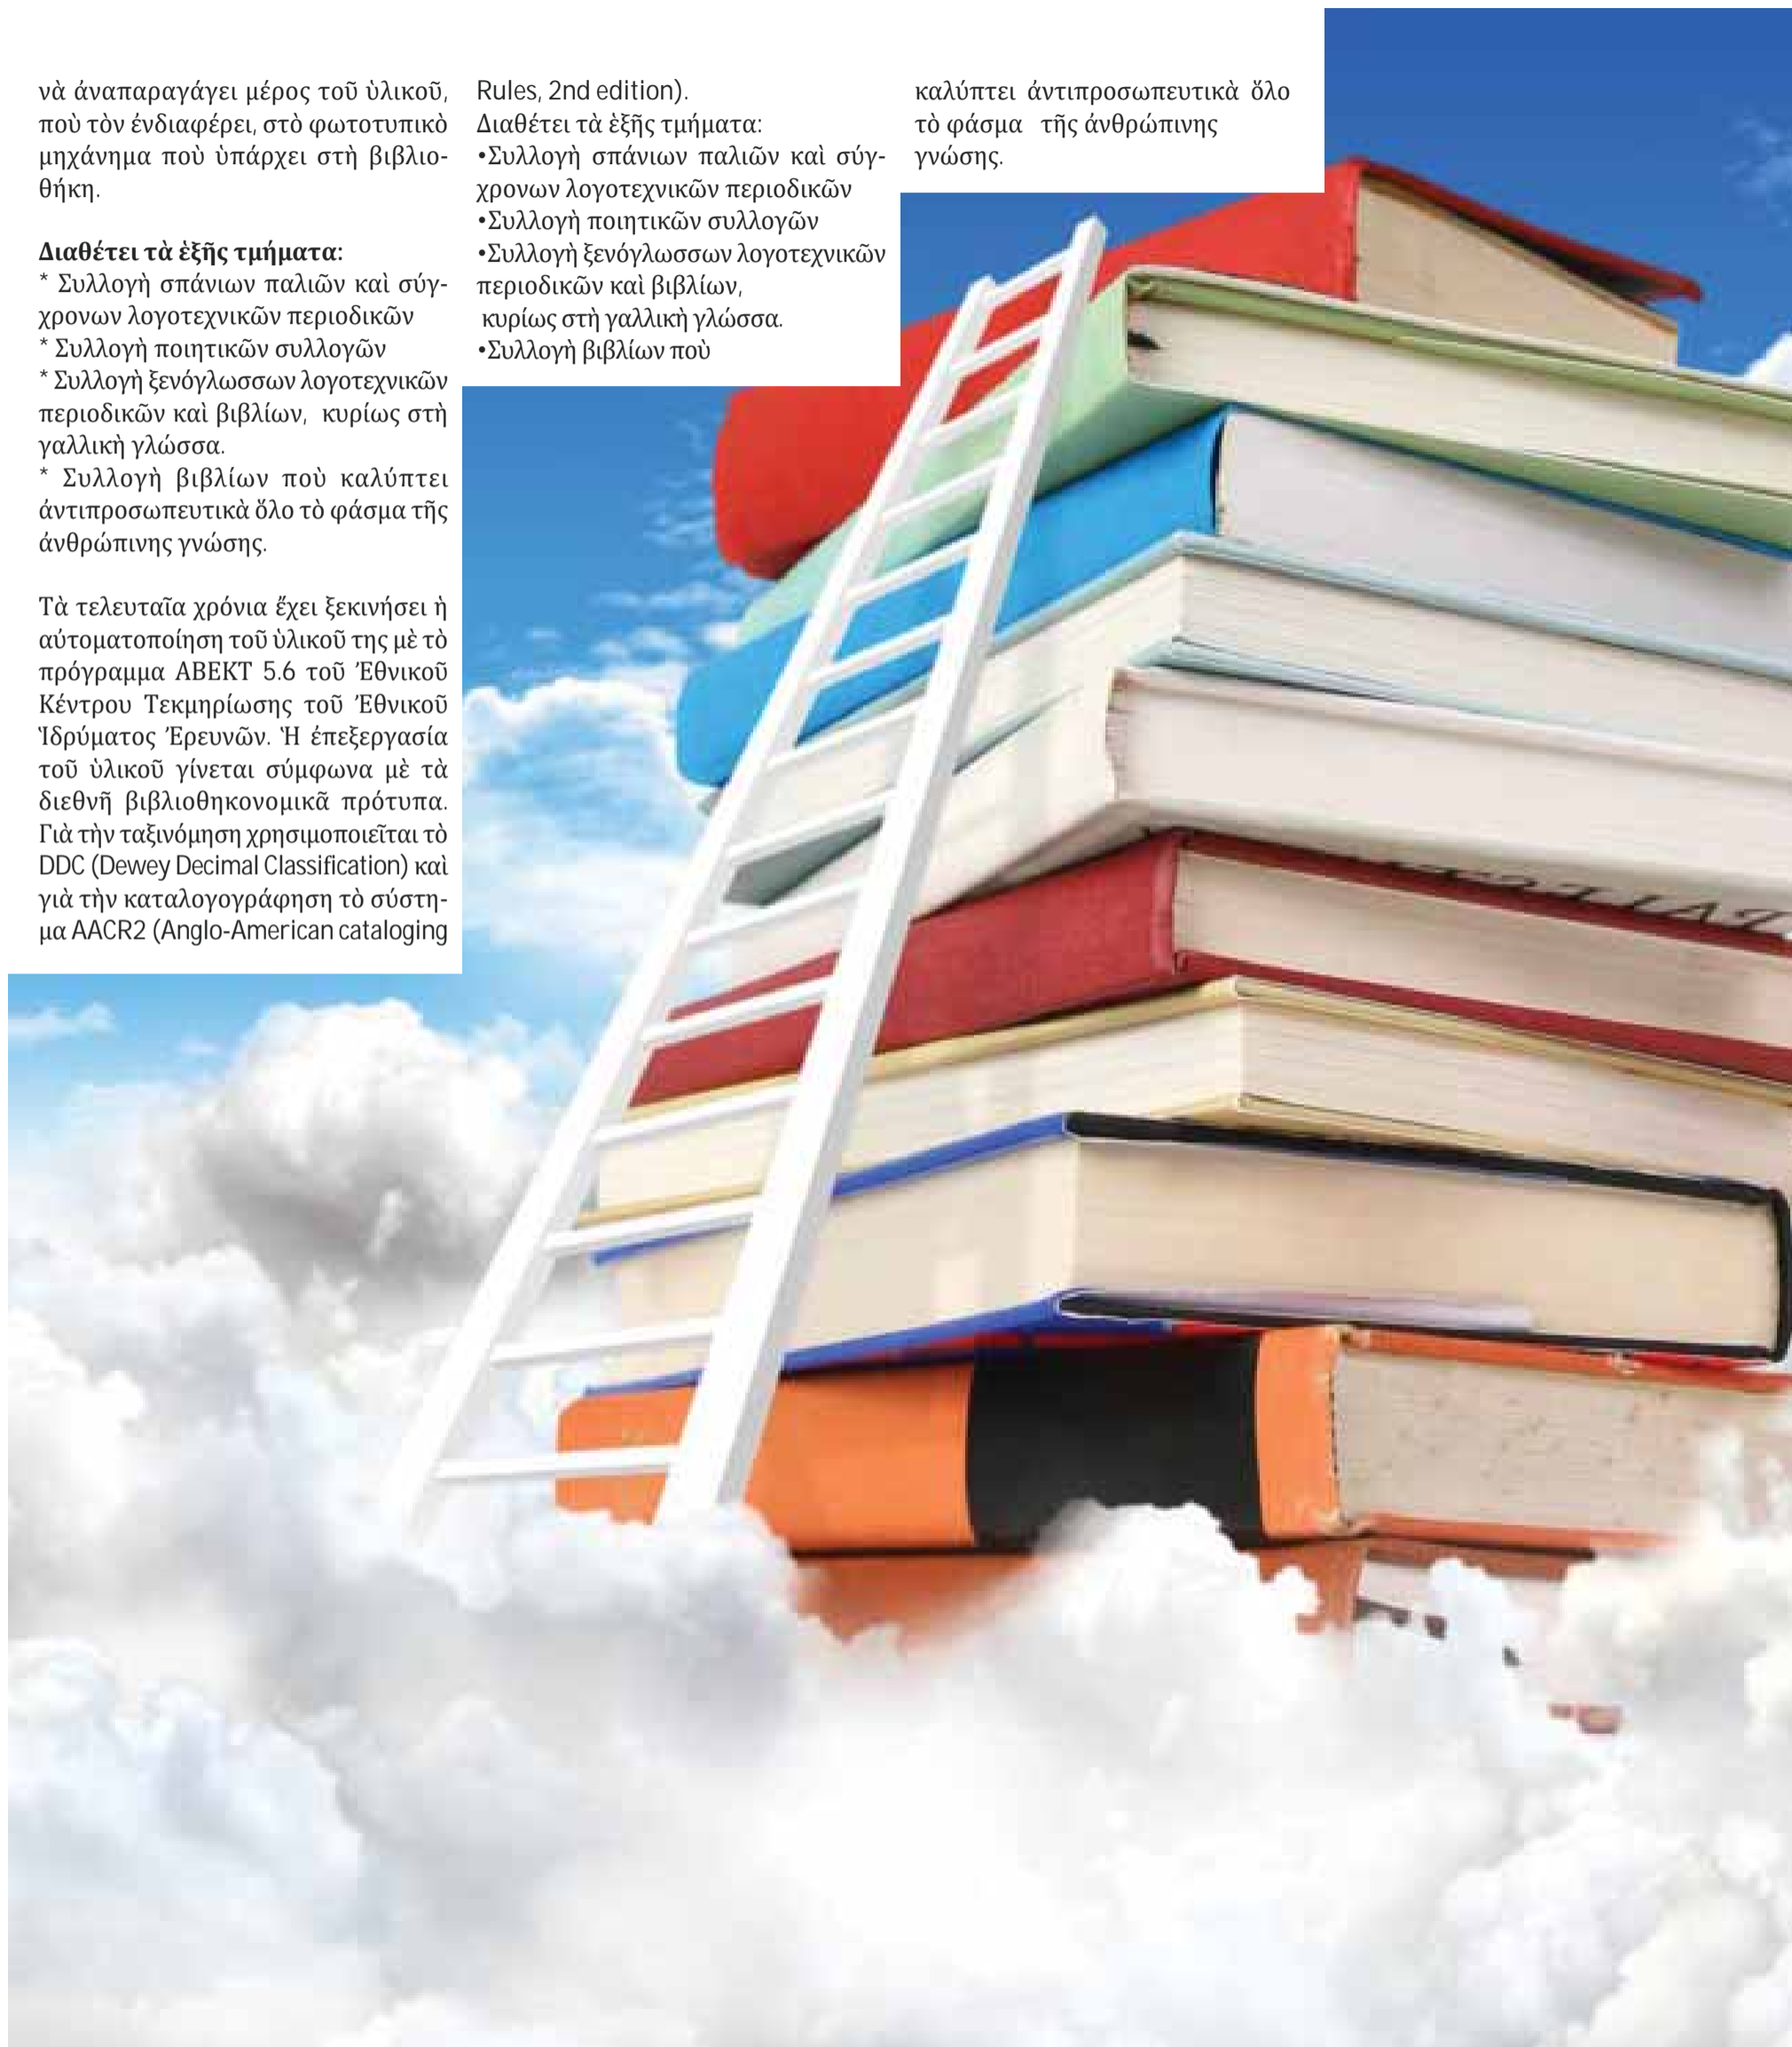 νὰ ἀναπαραγάγει μέρος τοῦ ὑλικοῦ,
ποὺ τὸν ἐνδιαφέρει, στὸ φωτοτυπικὸ
μηχάνημα ποὺ ὑπάρχει στὴ βιβλιο-
θήκη.
Διαθέτει τὰ ἑξῆς τμήματα:
* Συλλογὴ σπάνιων παλιῶν καὶ σύγ-
χρονων λογοτεχνικῶν περιοδικῶν
* Συλλογὴ ποιητικῶν συλλογῶν
* Συλλογὴ ξενόγλωσσων λογοτεχνικῶν
περιοδικῶν καὶ βιβλίων, κυρίως στὴ
γαλλικὴ γλώσσα.
* Συλλογὴ βιβλίων ποὺ καλύπτει
ἀντιπροσωπευτικὰ ὅλο τὸ φάσμα τῆς
ἀνθρώπινης γνώσης.
Τὰ τελευταῖα χρόνια ἔχει ξεκινήσει ἡ
αὐτοματοποίηση τοῦ ὑλικοῦ της μὲ τὸ
πρόγραμμα ΑΒΕΚΤ 5.6 τοῦ Ἐθνικοῦ
Κέντρου Τεκμηρίωσης τοῦ Ἐθνικοῦ
Ἱδρύματος Ἐρευνῶν. Ἡ ἐπεξεργασία
τοῦ ὑλικοῦ γίνεται σύμφωνα μὲ τὰ
διεθνῆ βιβλιοθηκονομικᾶ πρότυπα.
Γιὰ τὴν ταξινόμηση χρησιμοποιεῖται τὸ
DDC (Dewey Decimal Classification) καὶ
γιὰ τὴν καταλογογράφηση τὸ σύστη-
μα AACR2 (Anglo-American cataloging
Rules, 2nd edition).
Διαθέτει τὰ ἑξῆς τμήματα:
•Συλλογὴ σπάνιων παλιῶν καὶ σύγ-
χρονων λογοτεχνικῶν περιοδικῶν
•Συλλογὴ ποιητικῶν συλλογῶν
•Συλλογὴ ξενόγλωσσων λογοτεχνικῶν
περιοδικῶν καὶ βιβλίων,
κυρίως στὴ γαλλικὴ γλώσσα.
•Συλλογὴ βιβλίων ποὺ
καλύπτει ἀντιπροσωπευτικὰ ὅλο
τὸ φάσμα τῆς ἀνθρώπινης
γνώσης.